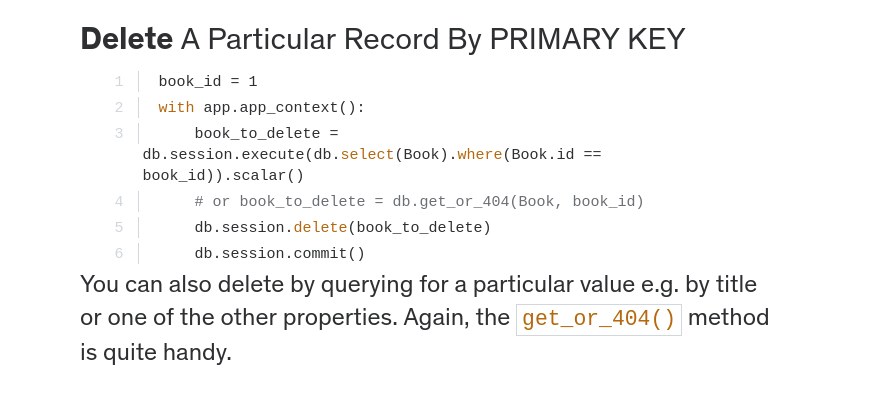 Delete A Particular Record By PRIMARY KEY
1 book_id = 1
2 with app.app_context():
3 book_to_delete =
db.session.execute(db.select(Book).where(Book.id ==
book_id)).scalar()
4 # or book_to_delete = db.get_or_404(Book, book_id)
5 db.session.delete(book_to_delete)
6 db.session.commit()
You can also delete by querying for a particular value e.g. by title
or one of the other properties. Again, the get_or_404() method
is quite handy.